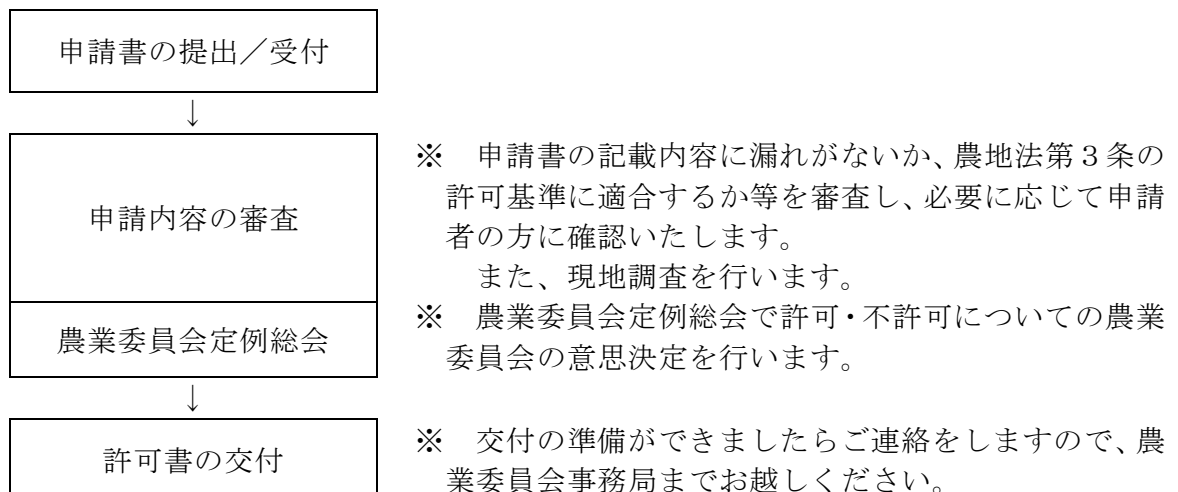 申請書の提出／受付
↓
申請内容の審査
※　申請書の記載内容に漏れがないか、農地法第３条の
許可基準に適合するか等を審査し、必要に応じて申請
者の方に確認いたします。
また、現地調査を行います。
農業委員会定例総会
※　農業委員会定例総会で許可・不許可についての農業
委員会の意思決定を行います。
↓
許可書の交付
※　交付の準備ができましたらご連絡をしますので、農
業委員会事務局までお越しください。